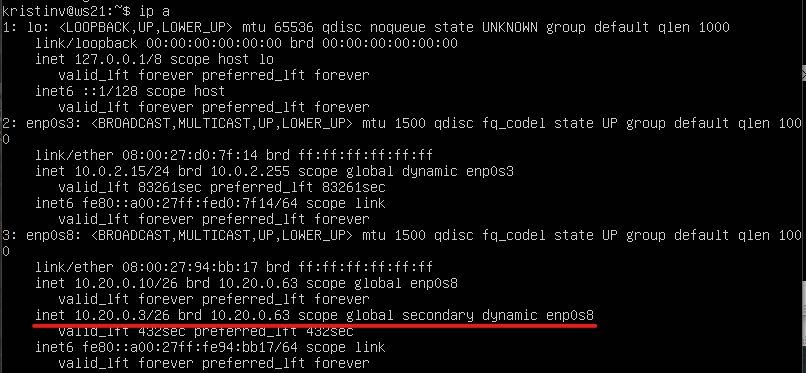 kristinv@ws21:~$ ip a
1: lo: <LOOPBACK,UP,LOWER_UP> mtu 65536 qdisc noqueue state UNKNOWN group default qlen 1000
link/loopback 00:00:00:00:00:00 brd 00:00:00:00:00:00
inet 127.0.0.1/8 scope host lo
valid_lft forever preferred_lft forever
inet6 ::1/128 scope host
valid_lft forever preferred_lft forever
2: enp0s3: <BROADCAST,MULTICAST,UP,LOWER_UP> mtu 1500 qdisc fq_codel state UP group default qlen 100
0
link/ether 08:00:27:d0:7f:14 brd ff:ff:ff:ff:ff:ff
inet 10.0.2.15/24 brd 10.0.2.255 scope global dynamic enp0s3
valid_lft 83261sec preferred_lft 83261sec
inet6 fe80::a00:27ff:fed0:7f14/64 scope link
valid_lft forever preferred_lft forever
3: enp0s8: <BROADCAST,MULTICAST,UP,LOWER_UP> mtu 1500 qdisc fq_codel state UP group default qlen 100
0
link/ether 08:00:27:94:bb:17 brd ff:ff:ff:ff:ff:ff
inet 10.20.0.10/26 brd 10.20.0.63 scope global enp0s8
valid_lft forever preferred_lft forever
inet 10.20.0.3/26 brd 10.20.0.63 scope global secondary dynamic enp0s8
valid_lft 432sec preferred_lft 432sec
inet6 fe80::a00:27ff:fe94:bb17/64 scope link
valid_lft forever preferred_lft forever